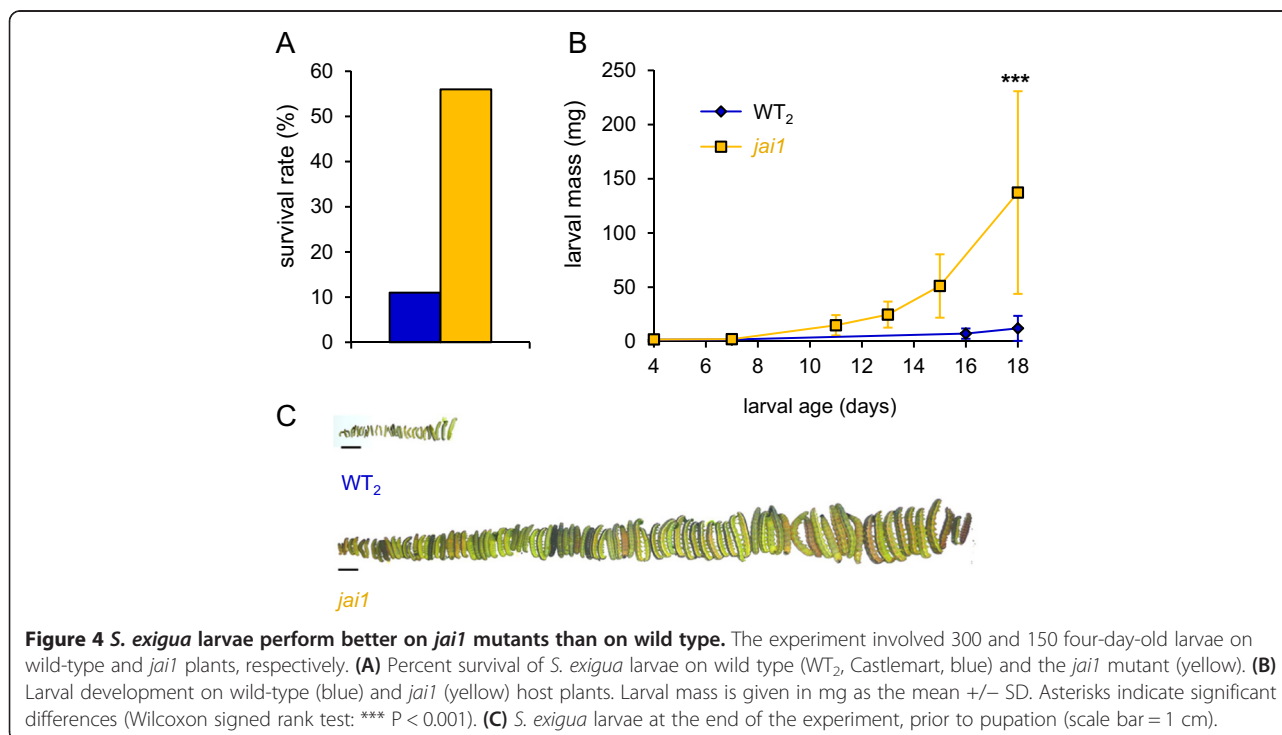 A
B
60
50
40
30
20
10
0
survival rate (%)
250
200
150
100
50
0
larval mass (mg)
WT₂
jai1
***
4 6 8 10 12 14 16 18
larval age (days)
C
WT₂
jai1
Figure 4 S. exigua larvae perform better on jai1 mutants than on wild type. The experiment involved 300 and 150 four-day-old larvae on
wild-type and jai1 plants, respectively. (A) Percent survival of S. exigua larvae on wild type (WT₂, Castlemart, blue) and the jai1 mutant (yellow). (B)
Larval development on wild-type (blue) and jai1 (yellow) host plants. Larval mass is given in mg as the mean +/− SD. Asterisks indicate significant
differences (Wilcoxon signed rank test: *** P < 0.001). (C) S. exigua larvae at the end of the experiment, prior to pupation (scale bar = 1 cm).